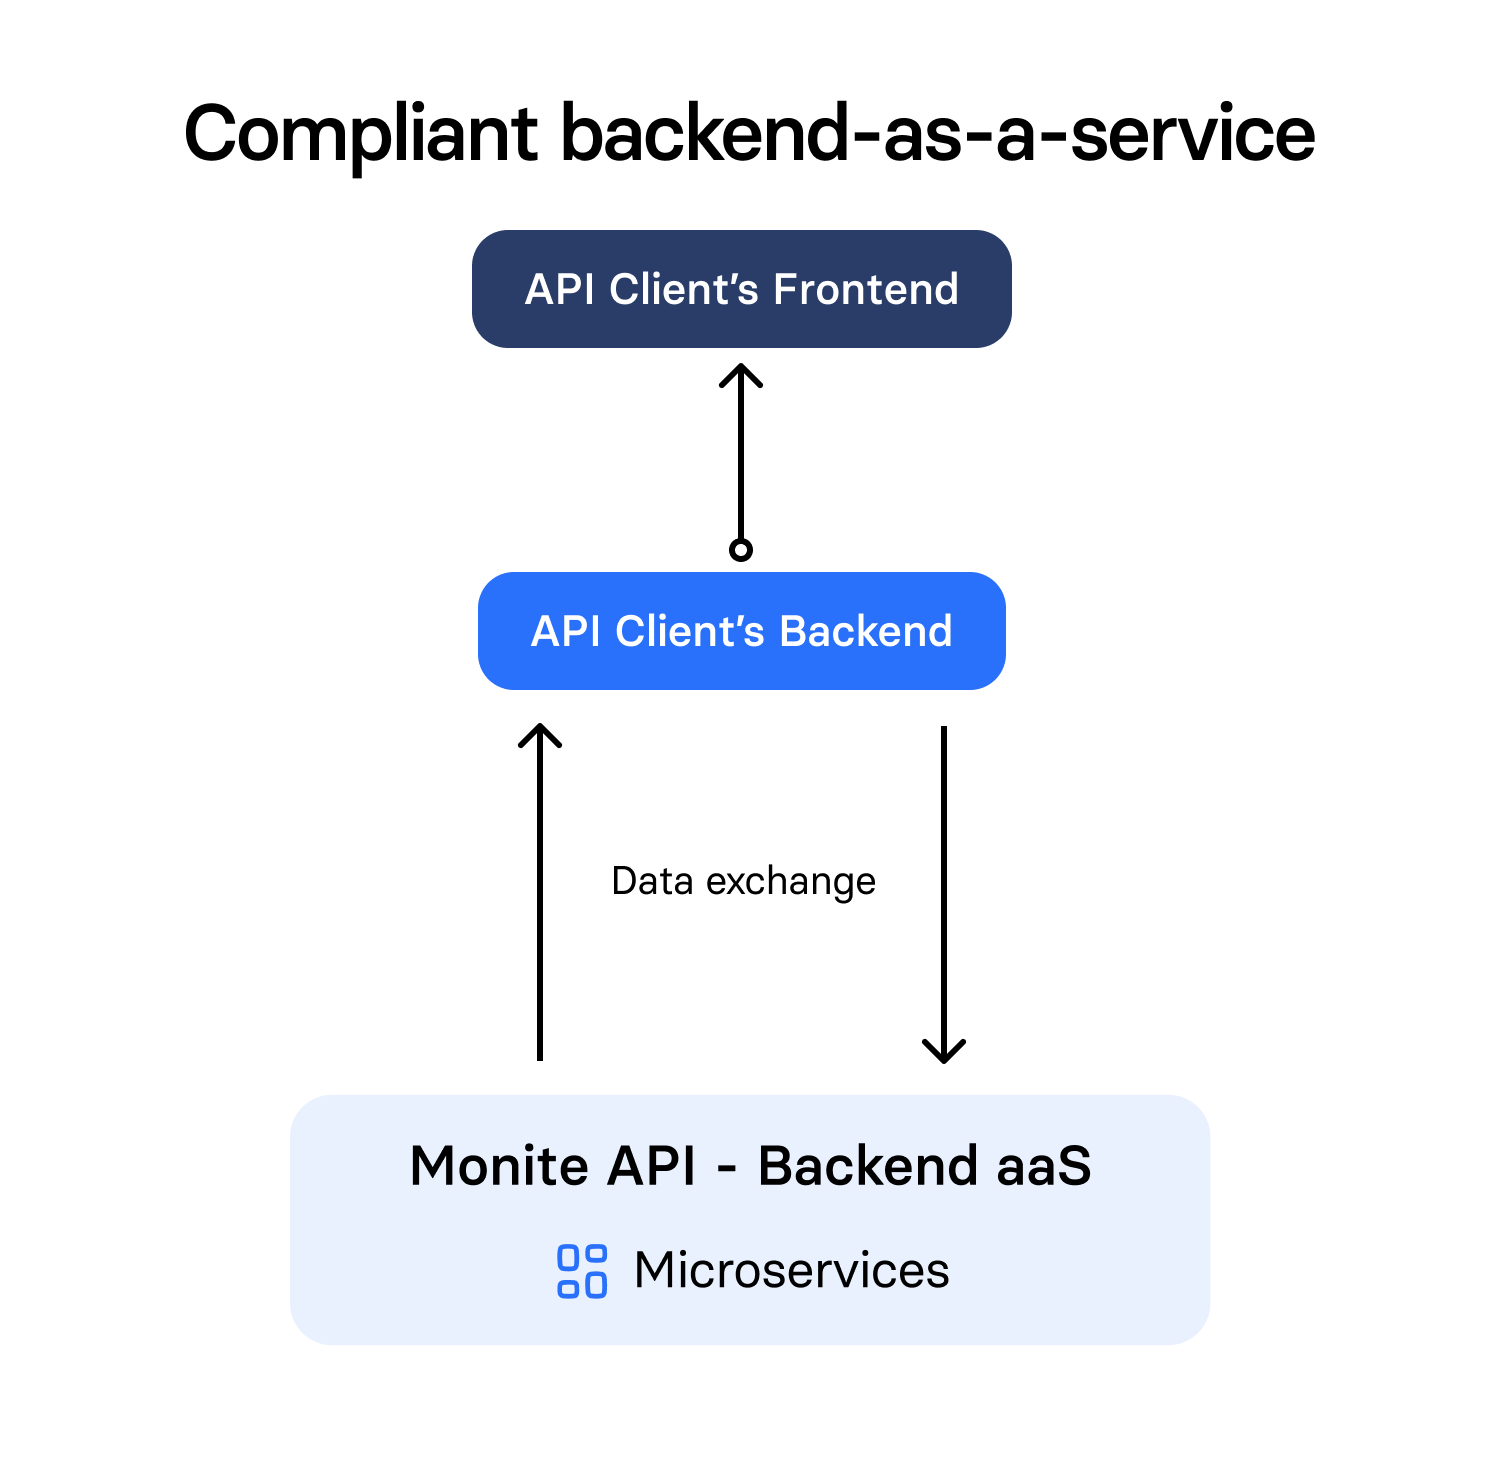 Compliant backend-as-a-service
API Client’s Frontend
API Client’s Backend
Data exchange
Monite API - Backend aaS
Microservices